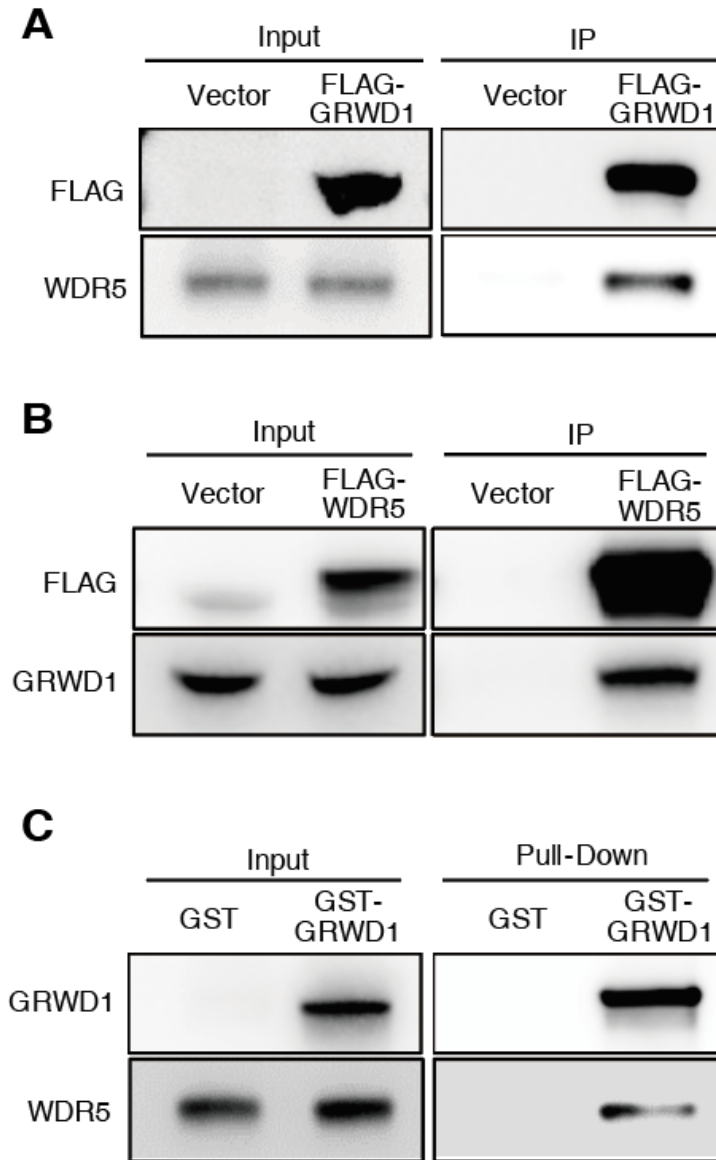 A
Input
IP
Vector
FLAG-
GRWD1
Vector
FLAG-
GRWD1
FLAG
WDR5
B
Input
IP
Vector
FLAG-
WDR5
Vector
FLAG-
WDR5
FLAG
GRWD1
C
Input
Pull-Down
GST
GST-
GRWD1
GST
GST-
GRWD1
GRWD1
WDR5